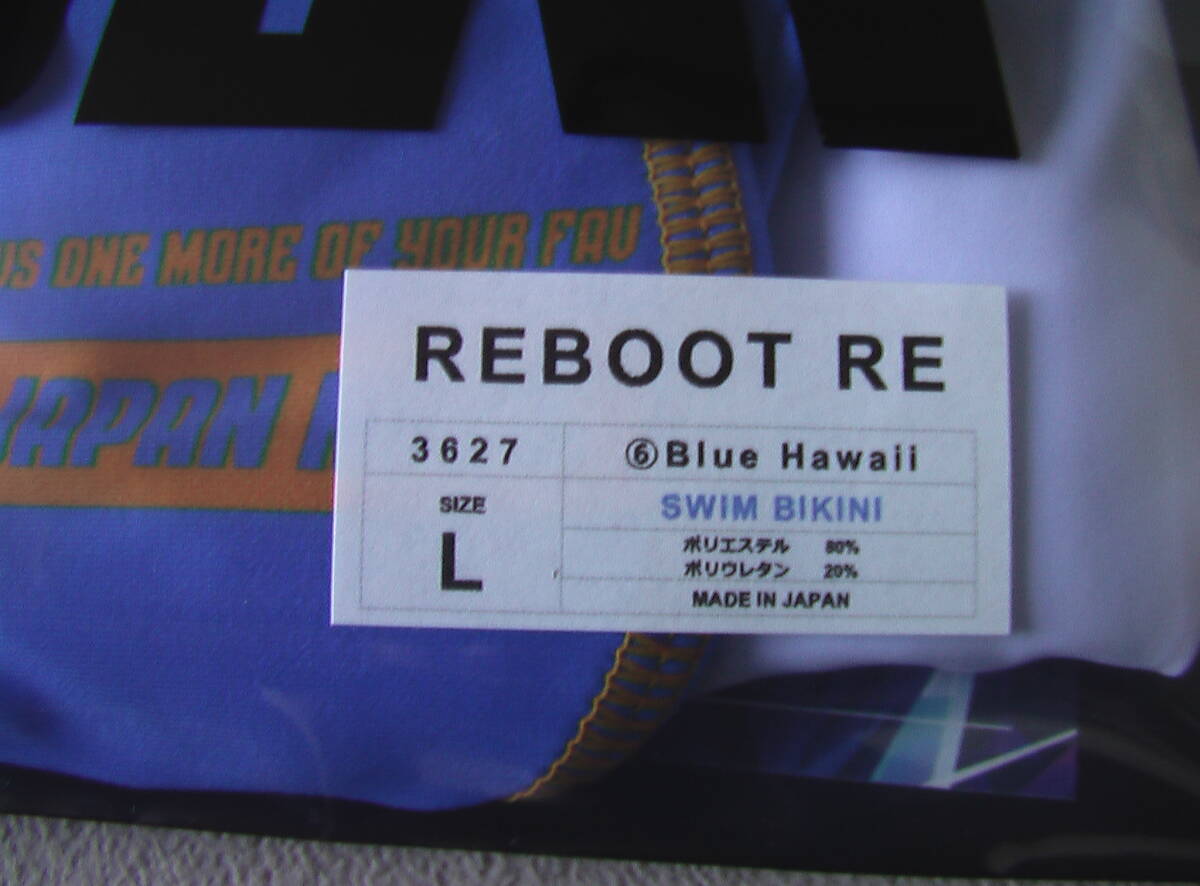 US ONE MORE OF YOUR FAV
JAPAN
REBOOT RE
3627
⑥Blue Hawaii
SIZE
L
SWIM BIKINI
ポリエステル 80%
ポリウレタン 20%
MADE IN JAPAN